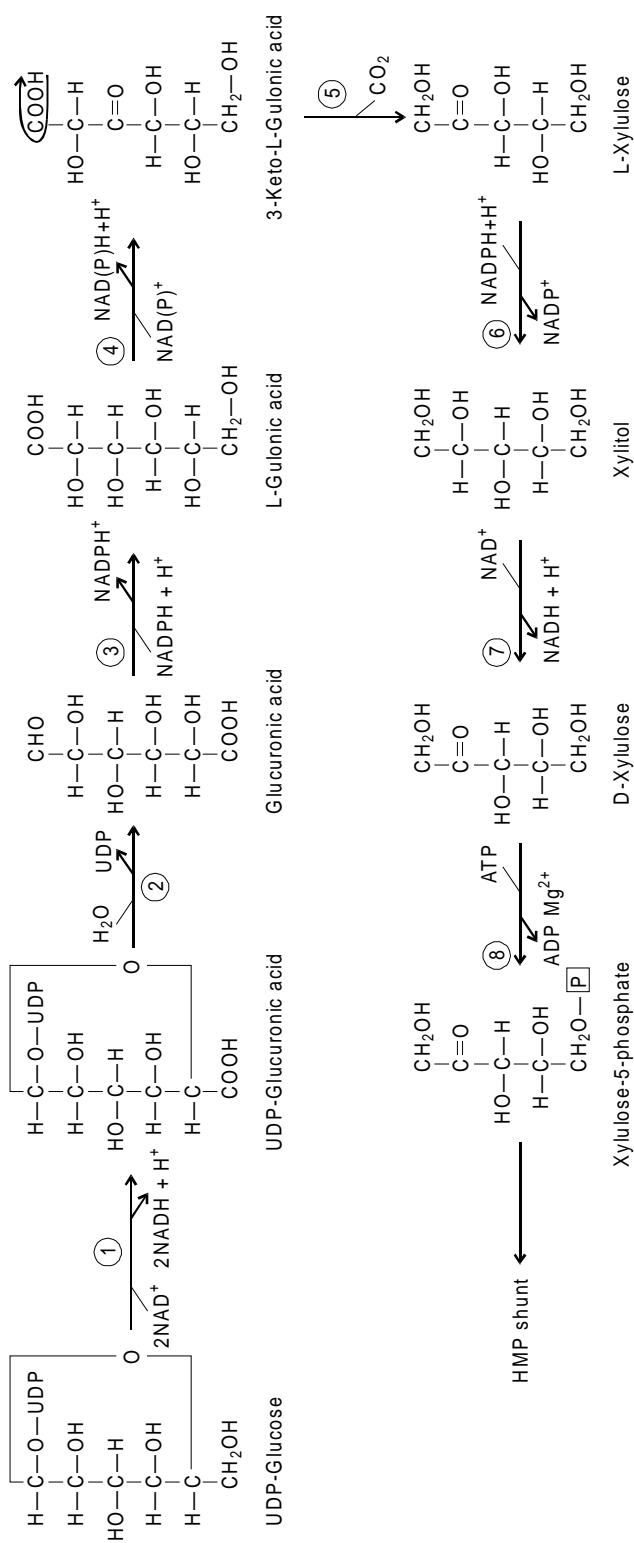 H—C—O—UDP
H—C—OH
HO—C—H
H—C—OH
H—C
CH₂OH
O
UDP-Glucose
1
2NAD⁺
2NADH + H⁺
H—C—O—UDP
H—C—OH
HO—C—H
H—C—OH
H—C
COOH
O
UDP-Glucuronic acid
H₂O
UDP
2
CHO
H—C—OH
HO—C—H
H—C—OH
H—C—OH
COOH
Glucuronic acid
3
NADPH⁺
NADPH + H⁺
COOH
HO—C—H
HO—C—H
H—C—OH
HO—C—H
CH₂—OH
L-Gulonic acid
4
NAD(P)H+H⁺
NAD(P)⁺
COOH
HO—C—H
C=O
H—C—OH
HO—C—H
CH₂—OH
3-Keto-L-Gulonic acid
5
CO₂
CH₂OH
C=O
H—C—OH
HO—C—H
CH₂OH
L-Xylulose
NADPH+H⁺
6
NADP⁺
CH₂OH
H—C—OH
HO—C—H
H—C—OH
CH₂OH
Xylitol
NAD⁺
7
NADH + H⁺
CH₂OH
C=O
HO—C—H
H—C—OH
CH₂OH
D-Xylulose
ATP
8
ADP Mg²⁺
CH₂OH
C=O
HO—C—H
H—C—OH
CH₂O—P
Xylulose-5-phosphate
HMP shunt